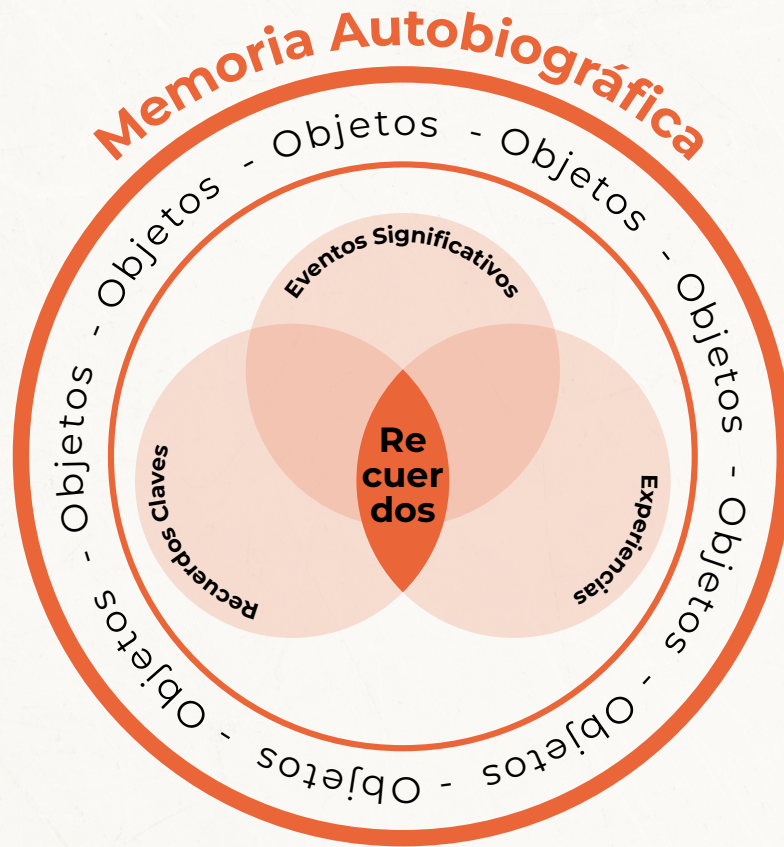 Memoria Autobiográfica
Objetos - Objetos - Objetos - Objetos - Objetos - Objetos - Objetos - Objetos - Objetos -
Eventos Significativos
Recuerdos Claves
Re
cuer
dos
Experiencias